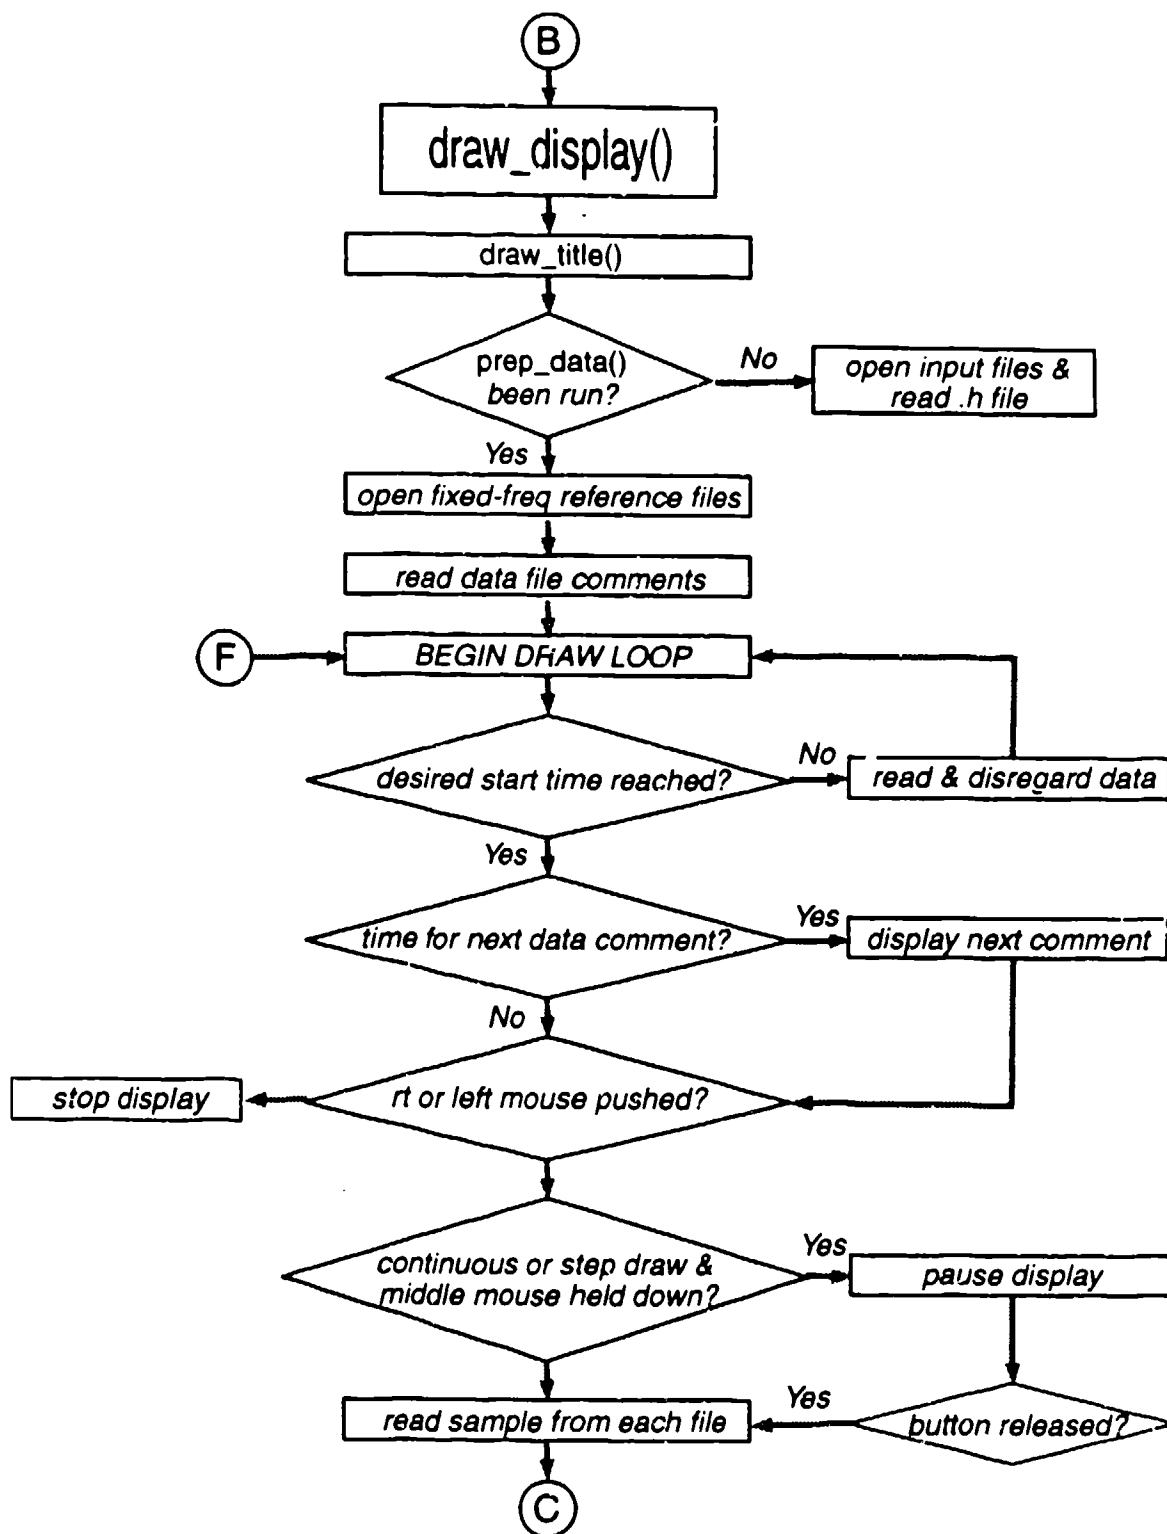 B
draw_display()
draw_title()
prep_data()
been run?
No
open input files &
read .h file
Yes
open fixed-freq reference files
read data file comments
F
BEGIN DRAW LOOP
desired start time reached?
No
read & disregard data
Yes
time for next data comment?
Yes
display next comment
No
stop display
rt or left mouse pushed?
continuous or step draw &
middle mouse held down?
Yes
pause display
read sample from each file
Yes
button released?
C